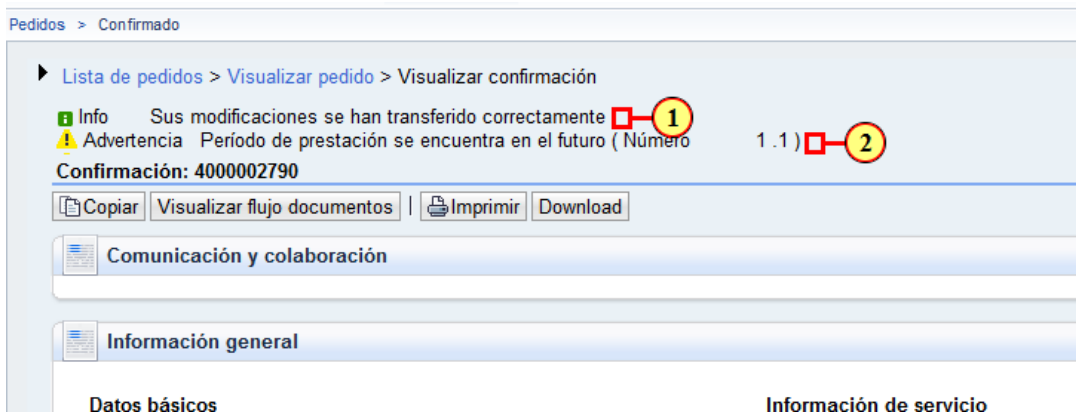 Pedidos > Confirmado
Lista de pedidos > Visualizar pedido > Visualizar confirmación
Info Sus modificaciones se han transferido correctamente 1
Advertencia Período de prestación se encuentra en el futuro ( Número 1 .1 ) 2
Confirmación: 4000002790
Copiar Visualizar flujo documentos | Imprimir Download
Comunicación y colaboración
Información general
Datos básicos Información de servicio